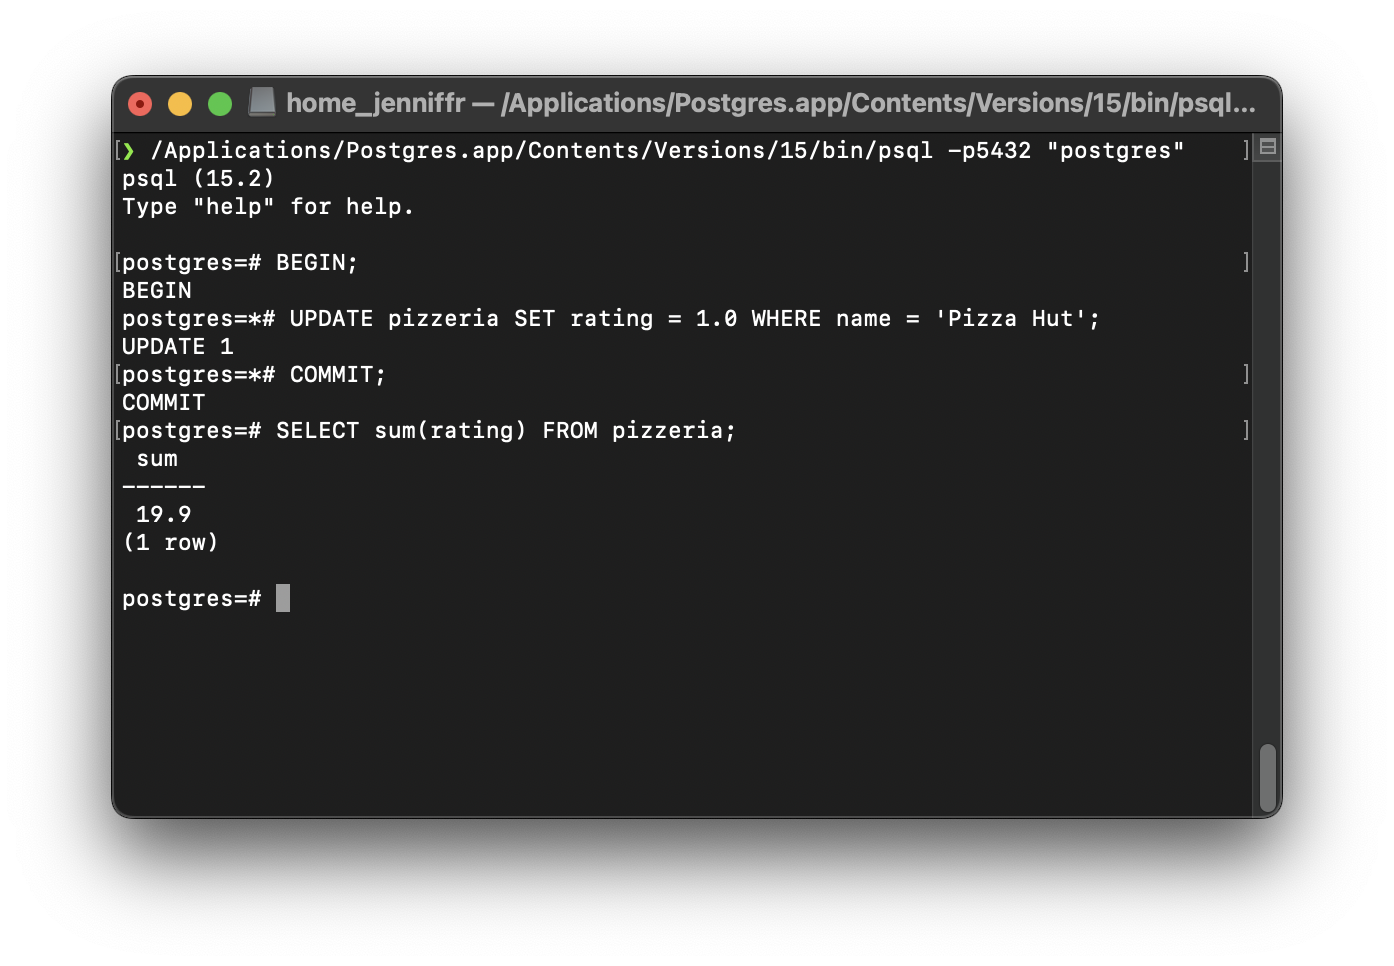 home_jenniffr — /Applications/Postgres.app/Contents/Versions/15/bin/psql...
[❯ /Applications/Postgres.app/Contents/Versions/15/bin/psql -p5432 "postgres" ]
psql (15.2)
Type "help" for help.
[postgres=# BEGIN; ]
BEGIN
postgres=*# UPDATE pizzeria SET rating = 1.0 WHERE name = 'Pizza Hut';
UPDATE 1
[postgres=*# COMMIT; ]
COMMIT
[postgres=# SELECT sum(rating) FROM pizzeria; ]
sum
------
19.9
(1 row)
postgres=#